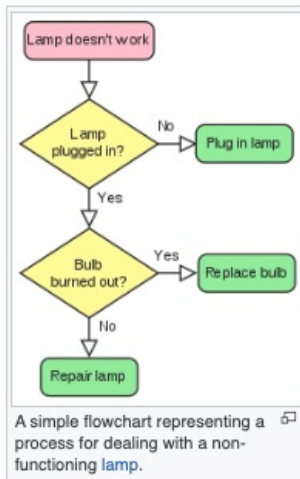 Lamp doesn't work
Lamp
plugged in?
No
Plug in lamp
Yes
Bulb
burned out?
Yes
Replace bulb
No
Repair lamp
A simple flowchart representing a
process for dealing with a non-
functioning lamp.